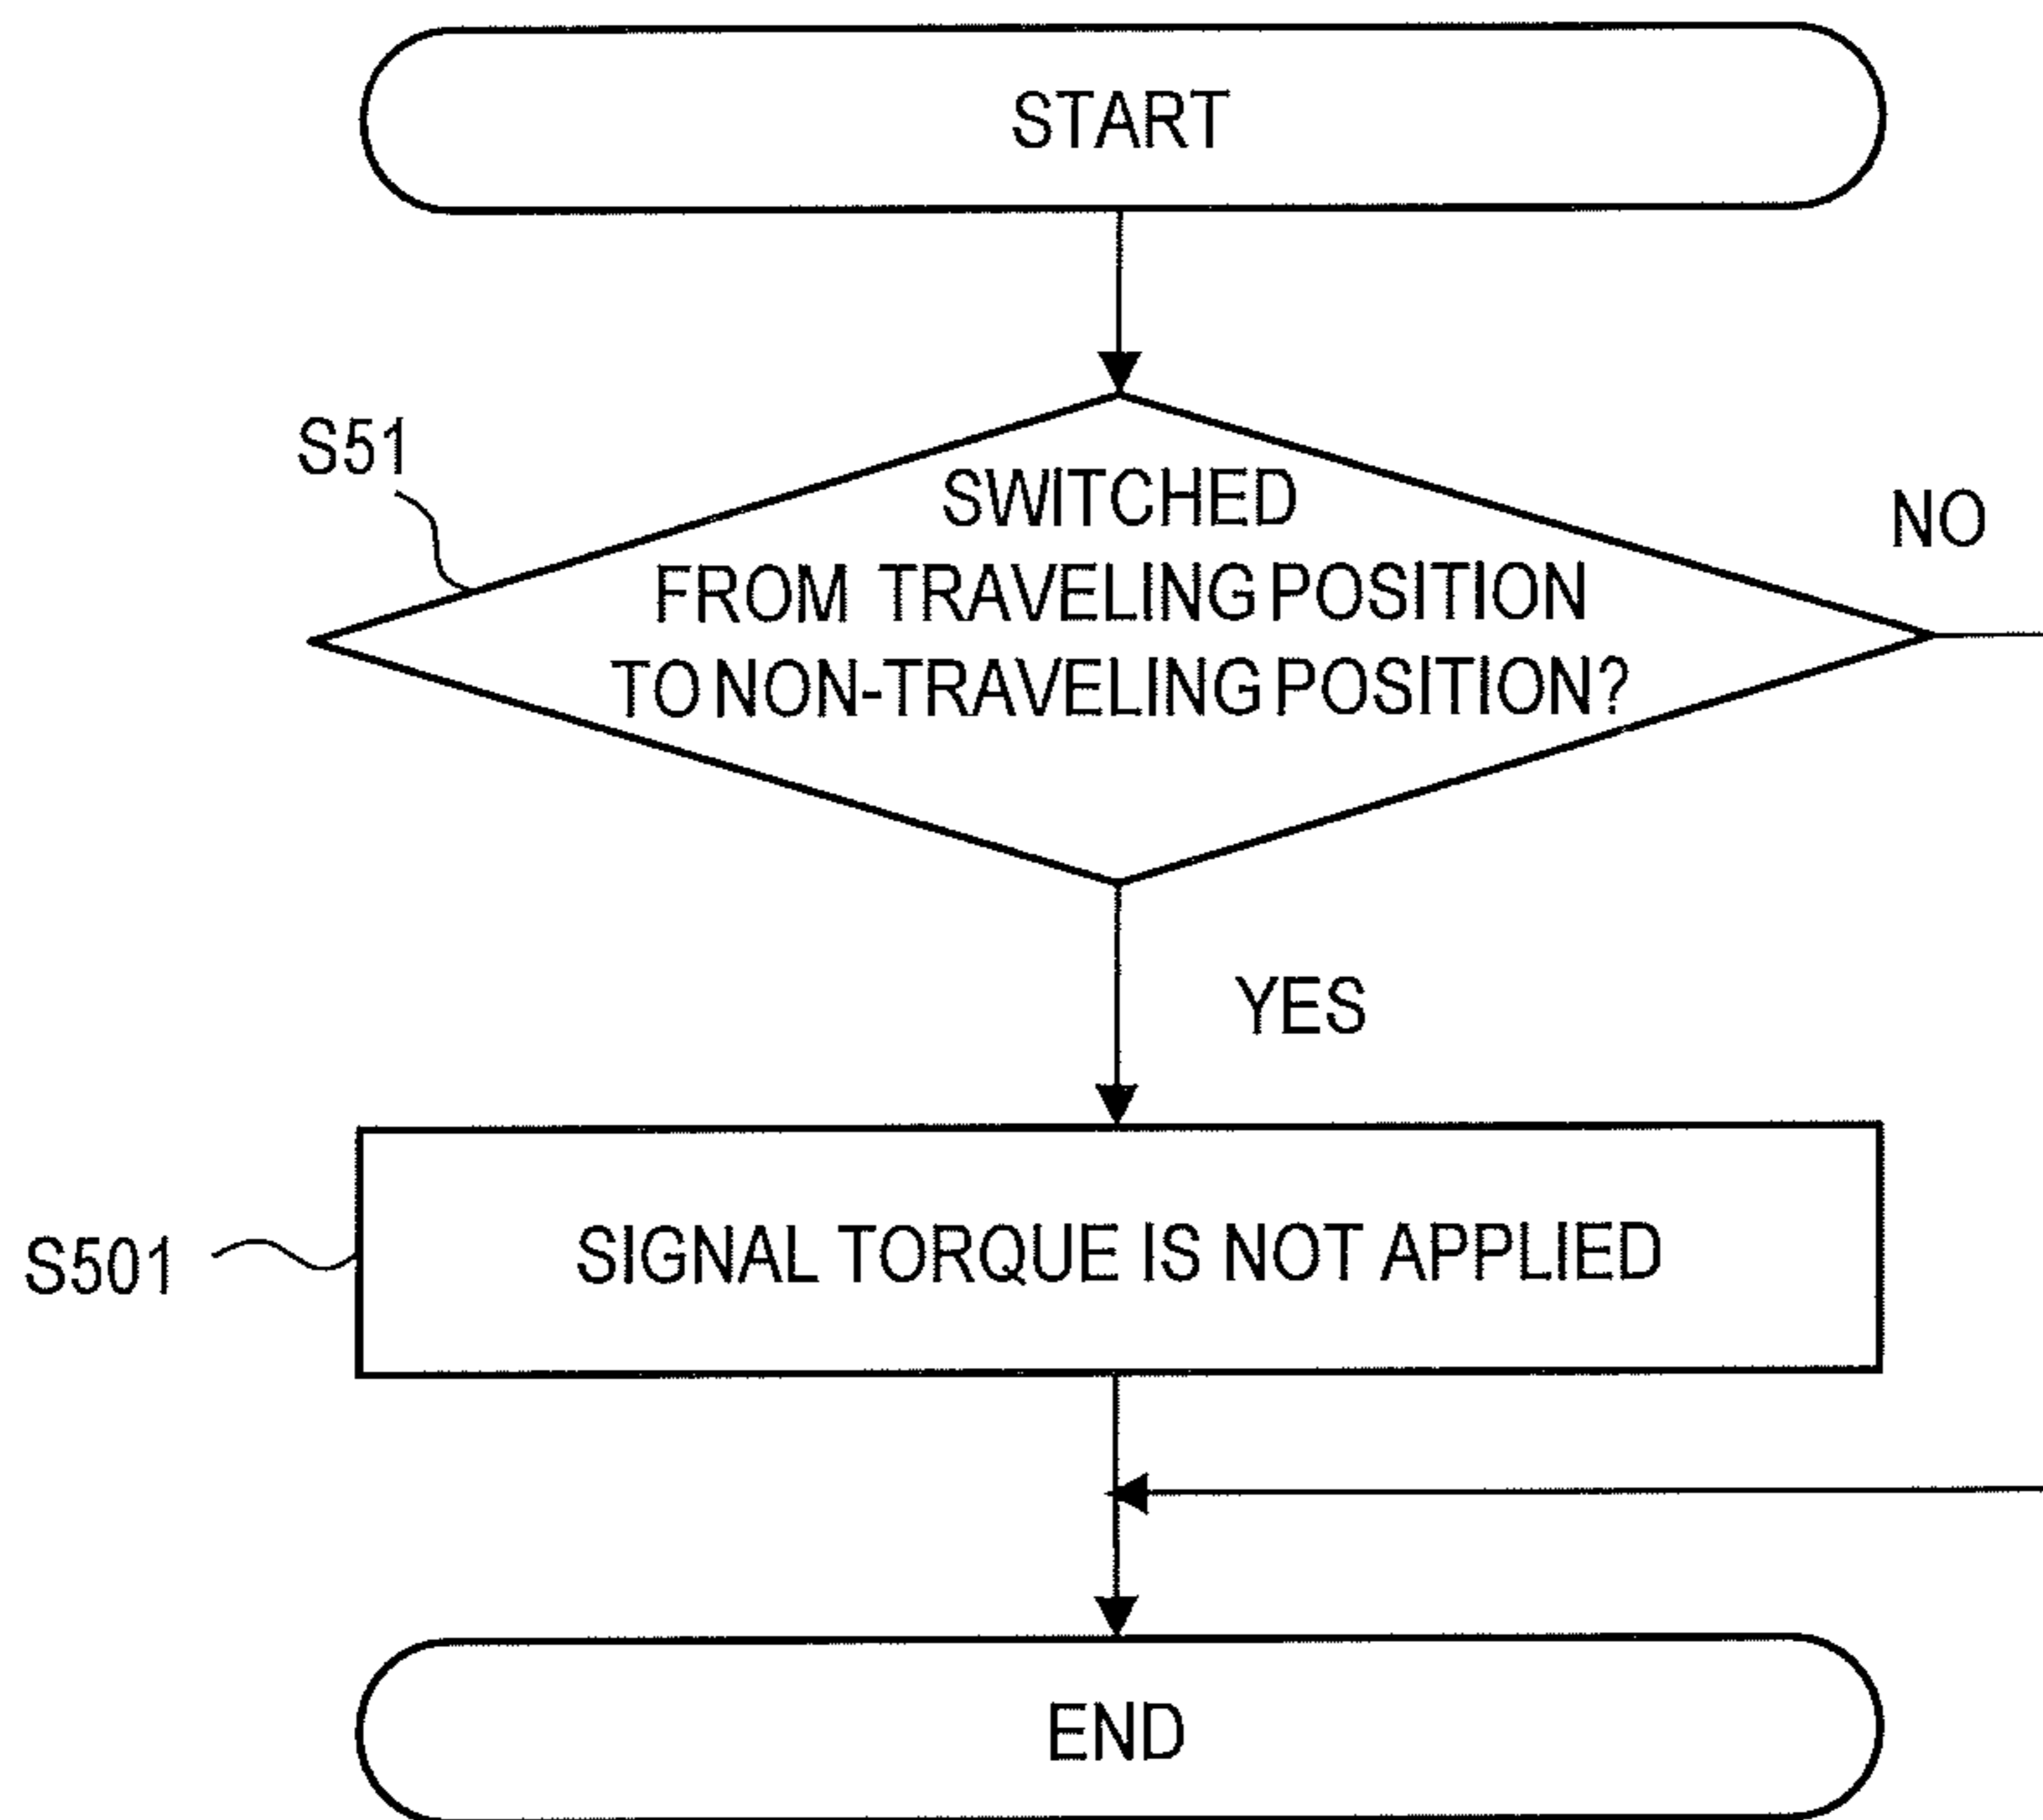 START
S51
SWITCHED
FROM TRAVELING POSITION
TO NON-TRAVELING POSITION?
NO
YES
S501
SIGNAL TORQUE IS NOT APPLIED
END